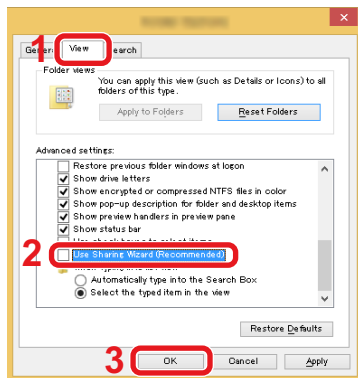 1
View
Folder views
You can apply this view (such as Details or Icons) to all
folders of this type.
Apply to Folders
Reset Folders
Advanced settings:
Restore previous folder windows at logon
Show drive letters
Show encrypted or compressed NTFS files in color
Show pop-up description for folder and desktop items
Show preview handlers in preview pane
Show status bar
2
Use Sharing Wizard (Recommended)
Automatically type into the Search Box
Select the typed item in the view
Restore Defaults
3
OK
Cancel
Apply